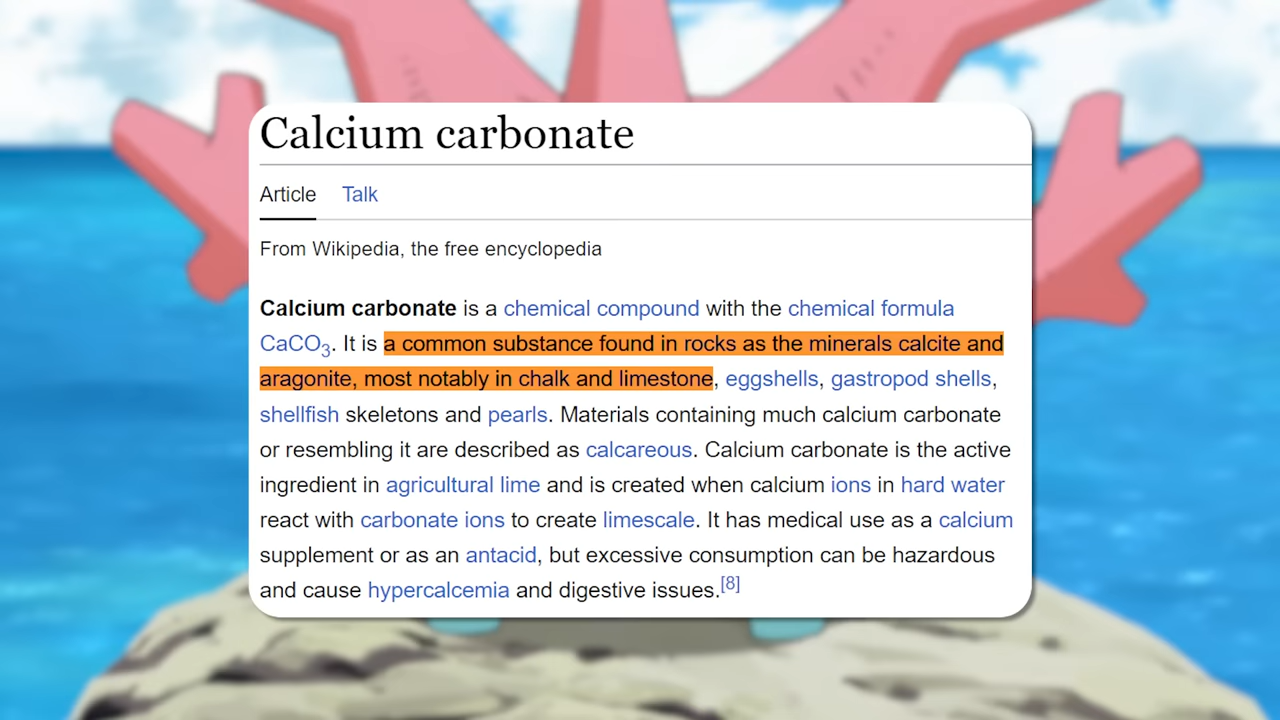 Calcium carbonate
Article Talk
From Wikipedia, the free encyclopedia
Calcium carbonate is a chemical compound with the chemical formula
CaCO₃. It is a common substance found in rocks as the minerals calcite and
aragonite, most notably in chalk and limestone, eggshells, gastropod shells,
shellfish skeletons and pearls. Materials containing much calcium carbonate
or resembling it are described as calcareous. Calcium carbonate is the active
ingredient in agricultural lime and is created when calcium ions in hard water
react with carbonate ions to create limescale. It has medical use as a calcium
supplement or as an antacid, but excessive consumption can be hazardous
and cause hypercalcemia and digestive issues.[8]